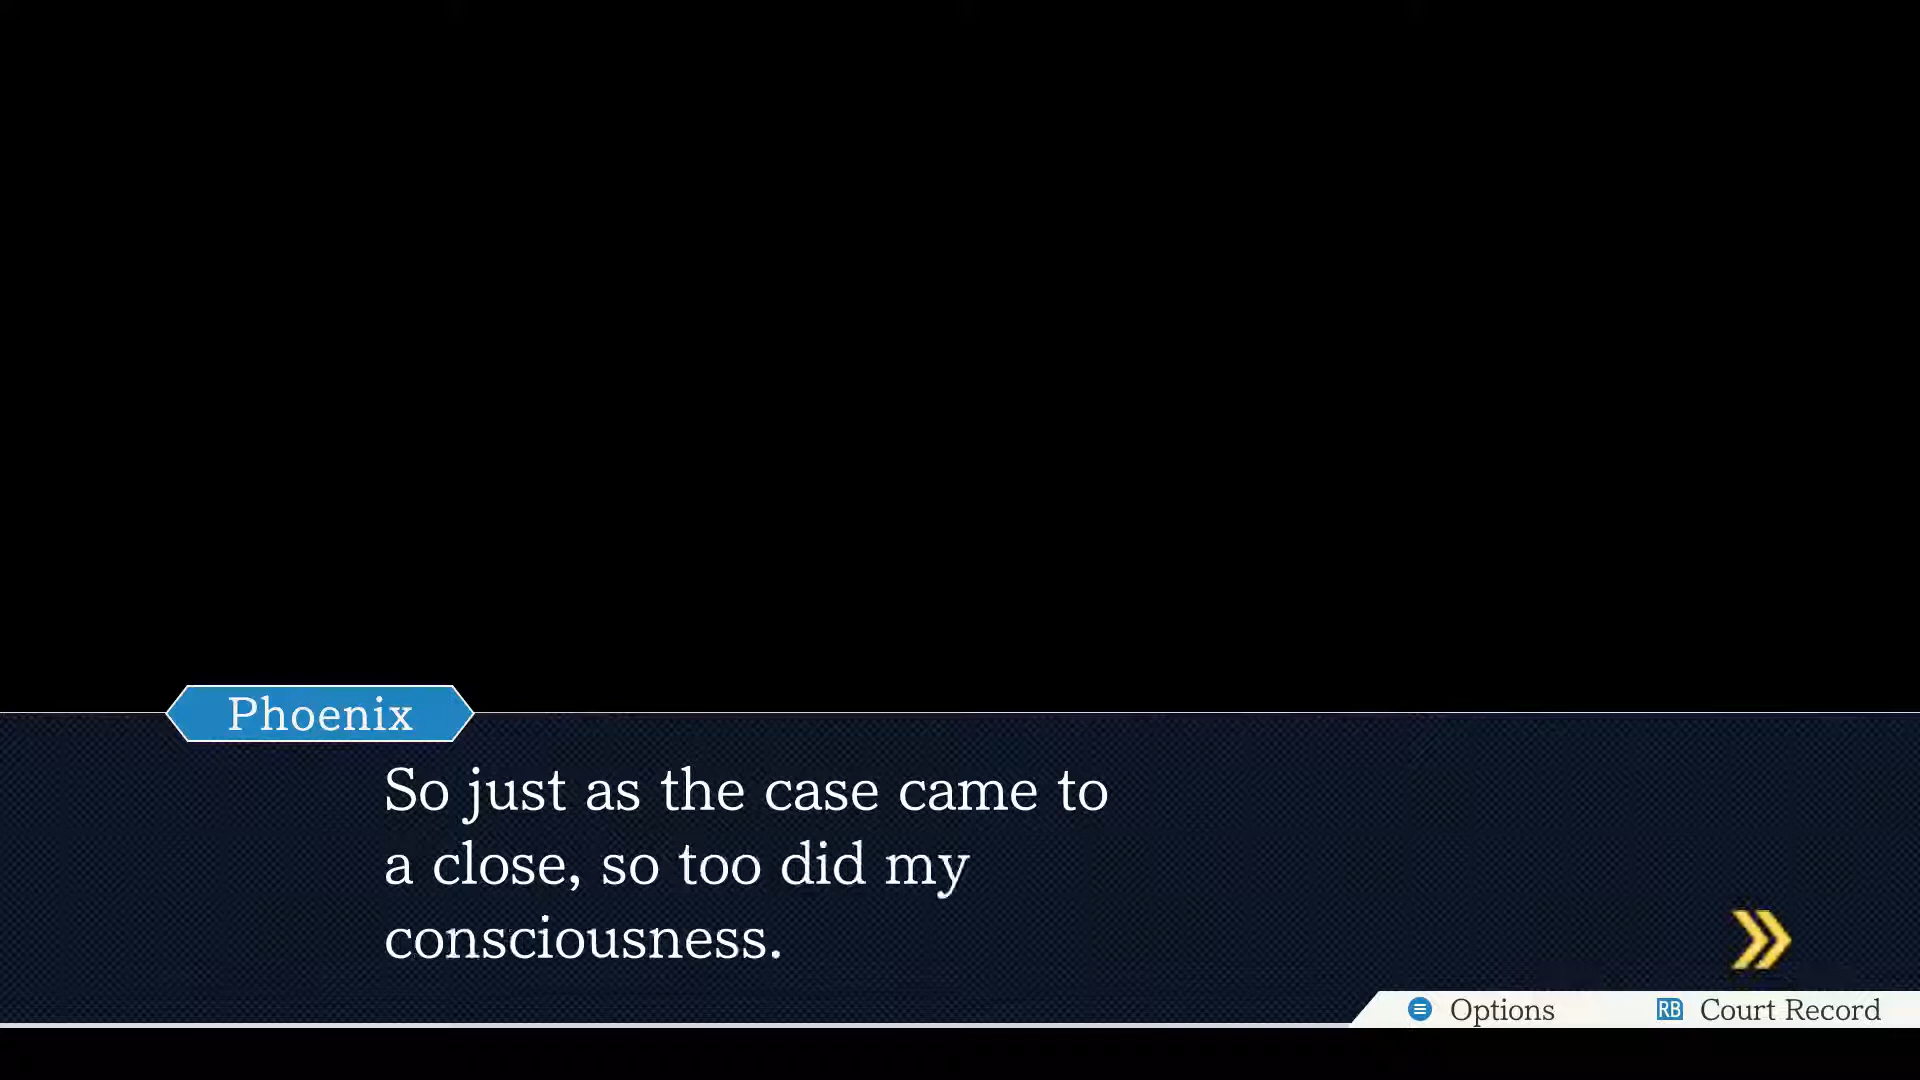 Phoenix
So just as the case came to
a close, so too did my
consciousness.
Options
RB Court Record